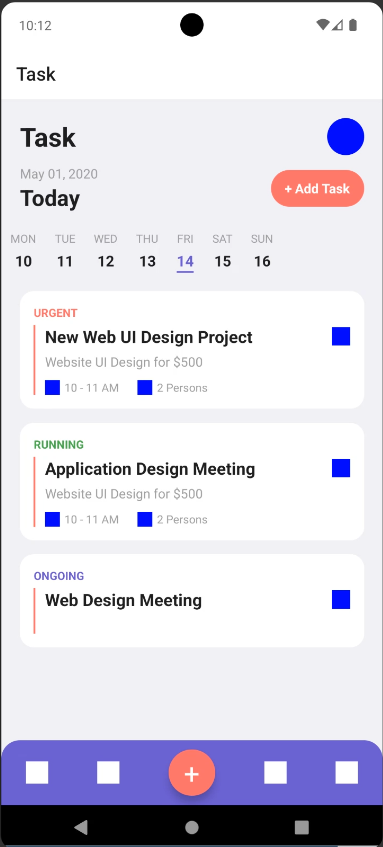 10:12
Task
Task
May 01, 2020
Today
+ Add Task
MON TUE WED THU FRI SAT SUN
10 11 12 13 14 15 16
URGENT
New Web UI Design Project
Website UI Design for $500
10 - 11 AM 2 Persons
RUNNING
Application Design Meeting
Website UI Design for $500
10 - 11 AM 2 Persons
ONGOING
Web Design Meeting
+